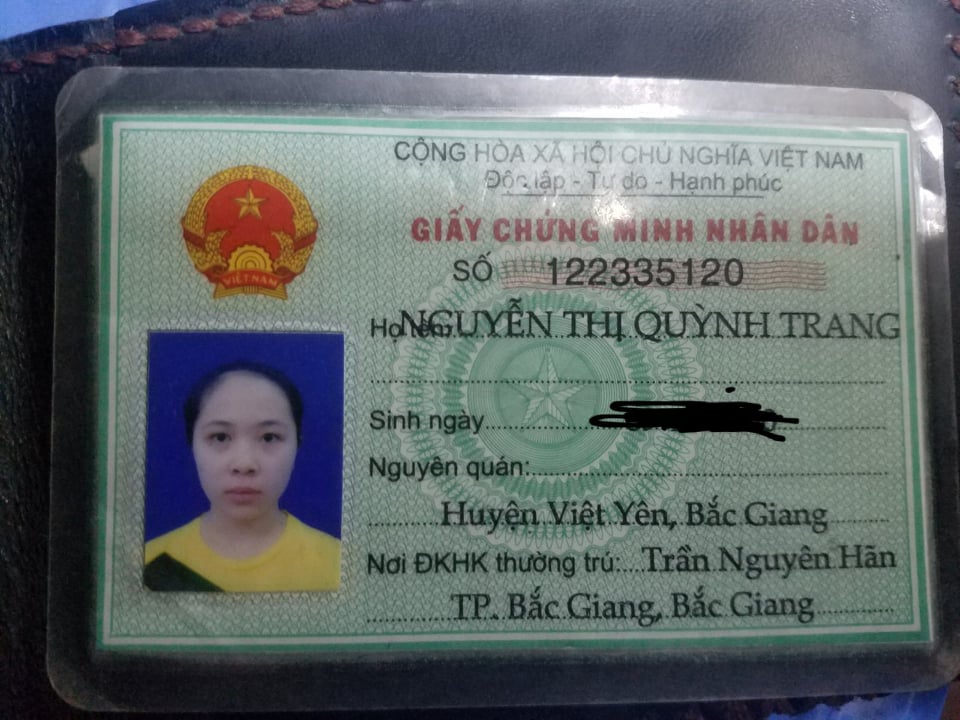 CỘNG HÒA XÃ HỘI CHỦ NGHĨA VIỆT NAM
Độc lập - Tự do - Hạnh phúc
GIẤY CHỨNG MINH NHÂN DÂN
SỐ 122335120
Họ tên: NGUYỄN THỊ QUỲNH TRANG
Sinh ngày
Nguyên quán:
Huyện Việt Yên, Bắc Giang
Nơi ĐKHK thường trú: Trần Nguyên Hãn
TP. Bắc Giang, Bắc Giang
VIỆT NAM